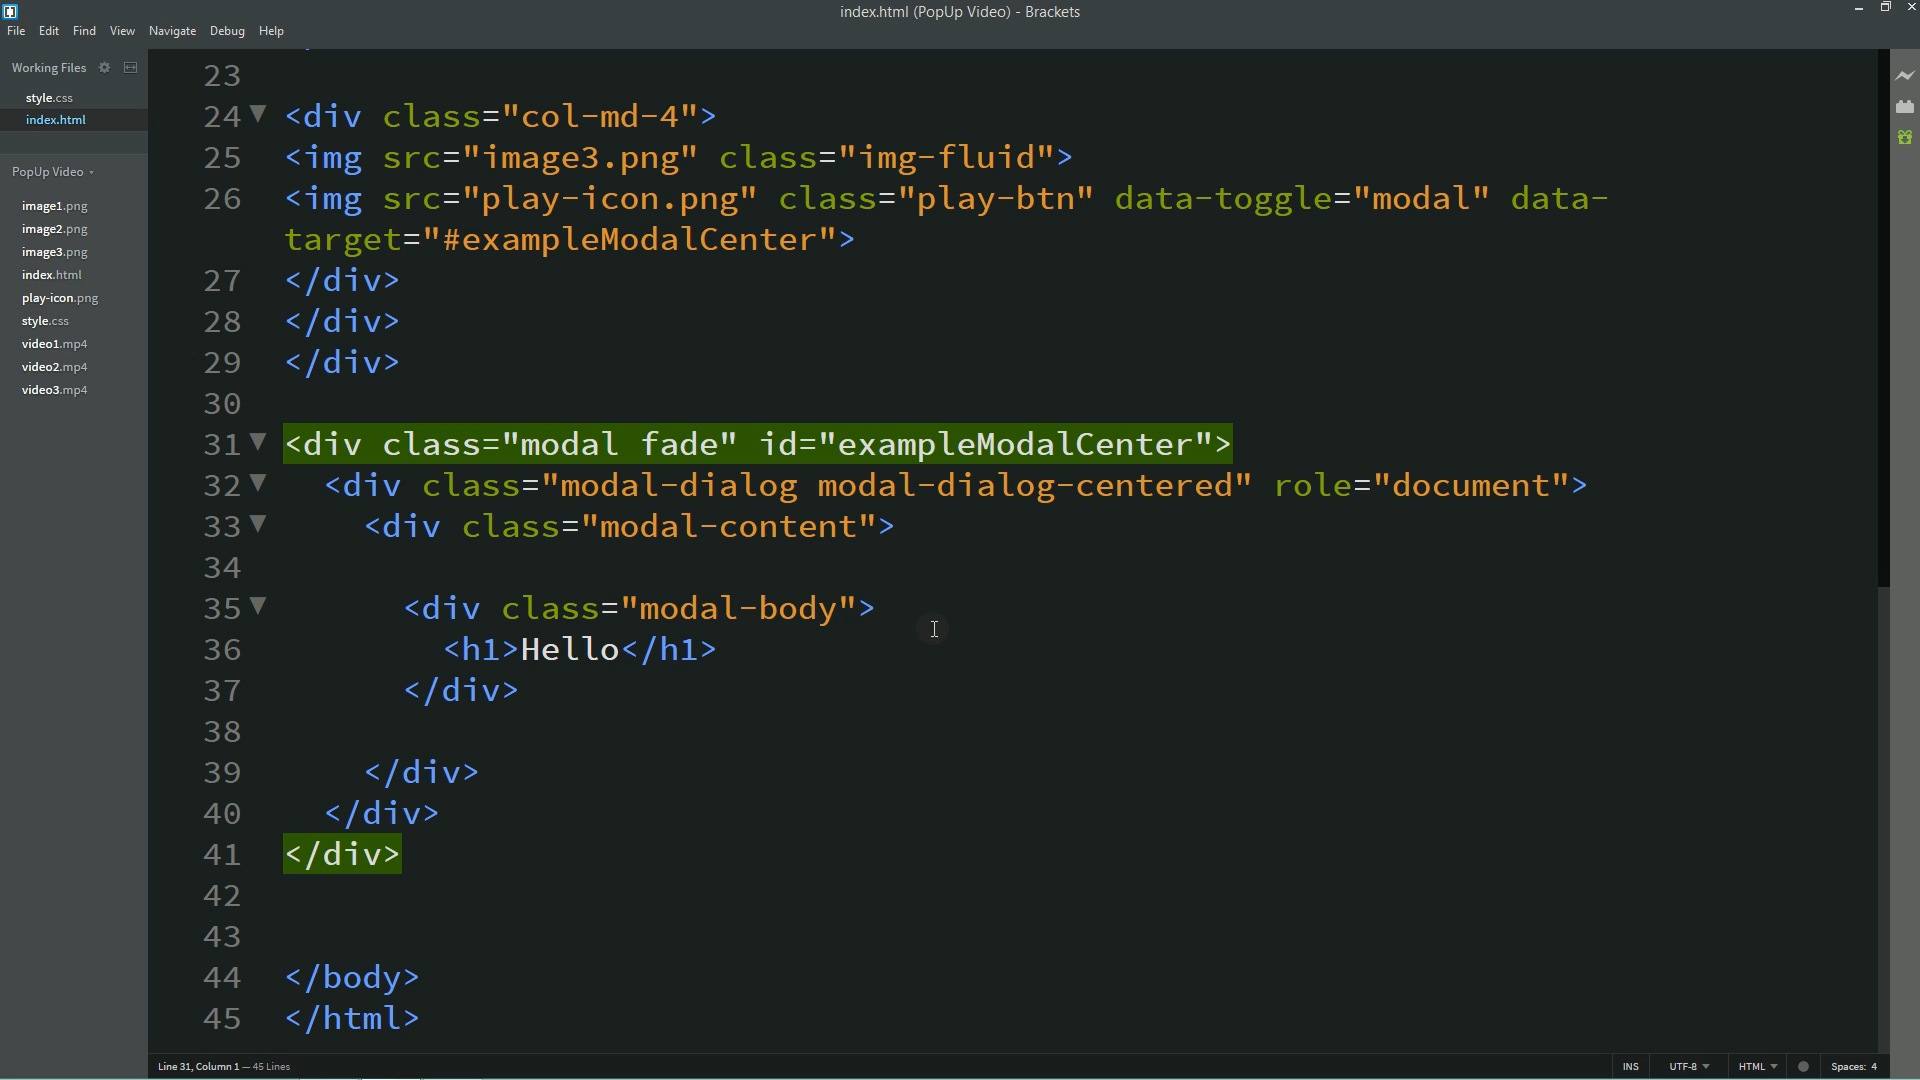 index.html (PopUp Video) - Brackets
File Edit Find View Navigate Debug Help
Working Files
style.css
index.html
PopUp Video
image1.png
image2.png
image3.png
index.html
play-icon.png
style.css
video1.mp4
video2.mp4
video3.mp4
23
24 <div class="col-md-4">
25 <img src="image3.png" class="img-fluid">
26 <img src="play-icon.png" class="play-btn" data-toggle="modal" data-
target="#exampleModalCenter">
27 </div>
28 </div>
29 </div>
30
31 <div class="modal fade" id="exampleModalCenter">
32 <div class="modal-dialog modal-dialog-centered" role="document">
33 <div class="modal-content">
34
35 <div class="modal-body">
36 <h1>Hello</h1>
37 </div>
38
39 </div>
40 </div>
41 </div>
42
43
44 </body>
45 </html>
Line 31, Column 1 — 45 Lines
INS UTF-8 HTML Spaces: 4